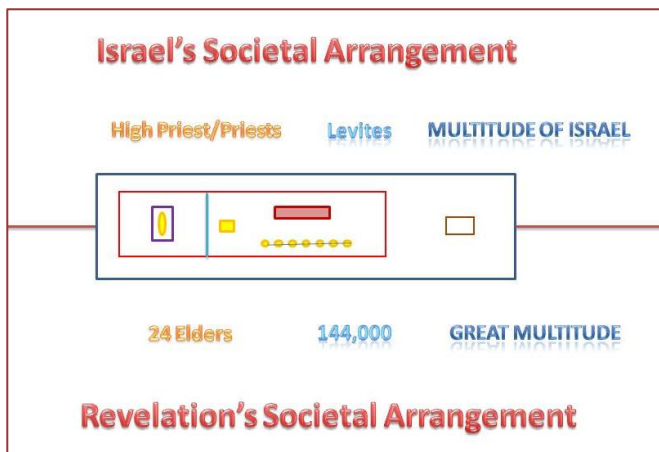 Israel's Societal Arrangement
High Priest/Priests Levites MULTITUDE OF ISRAEL
24 Elders 144,000 GREAT MULTITUDE
Revelation's Societal Arrangement